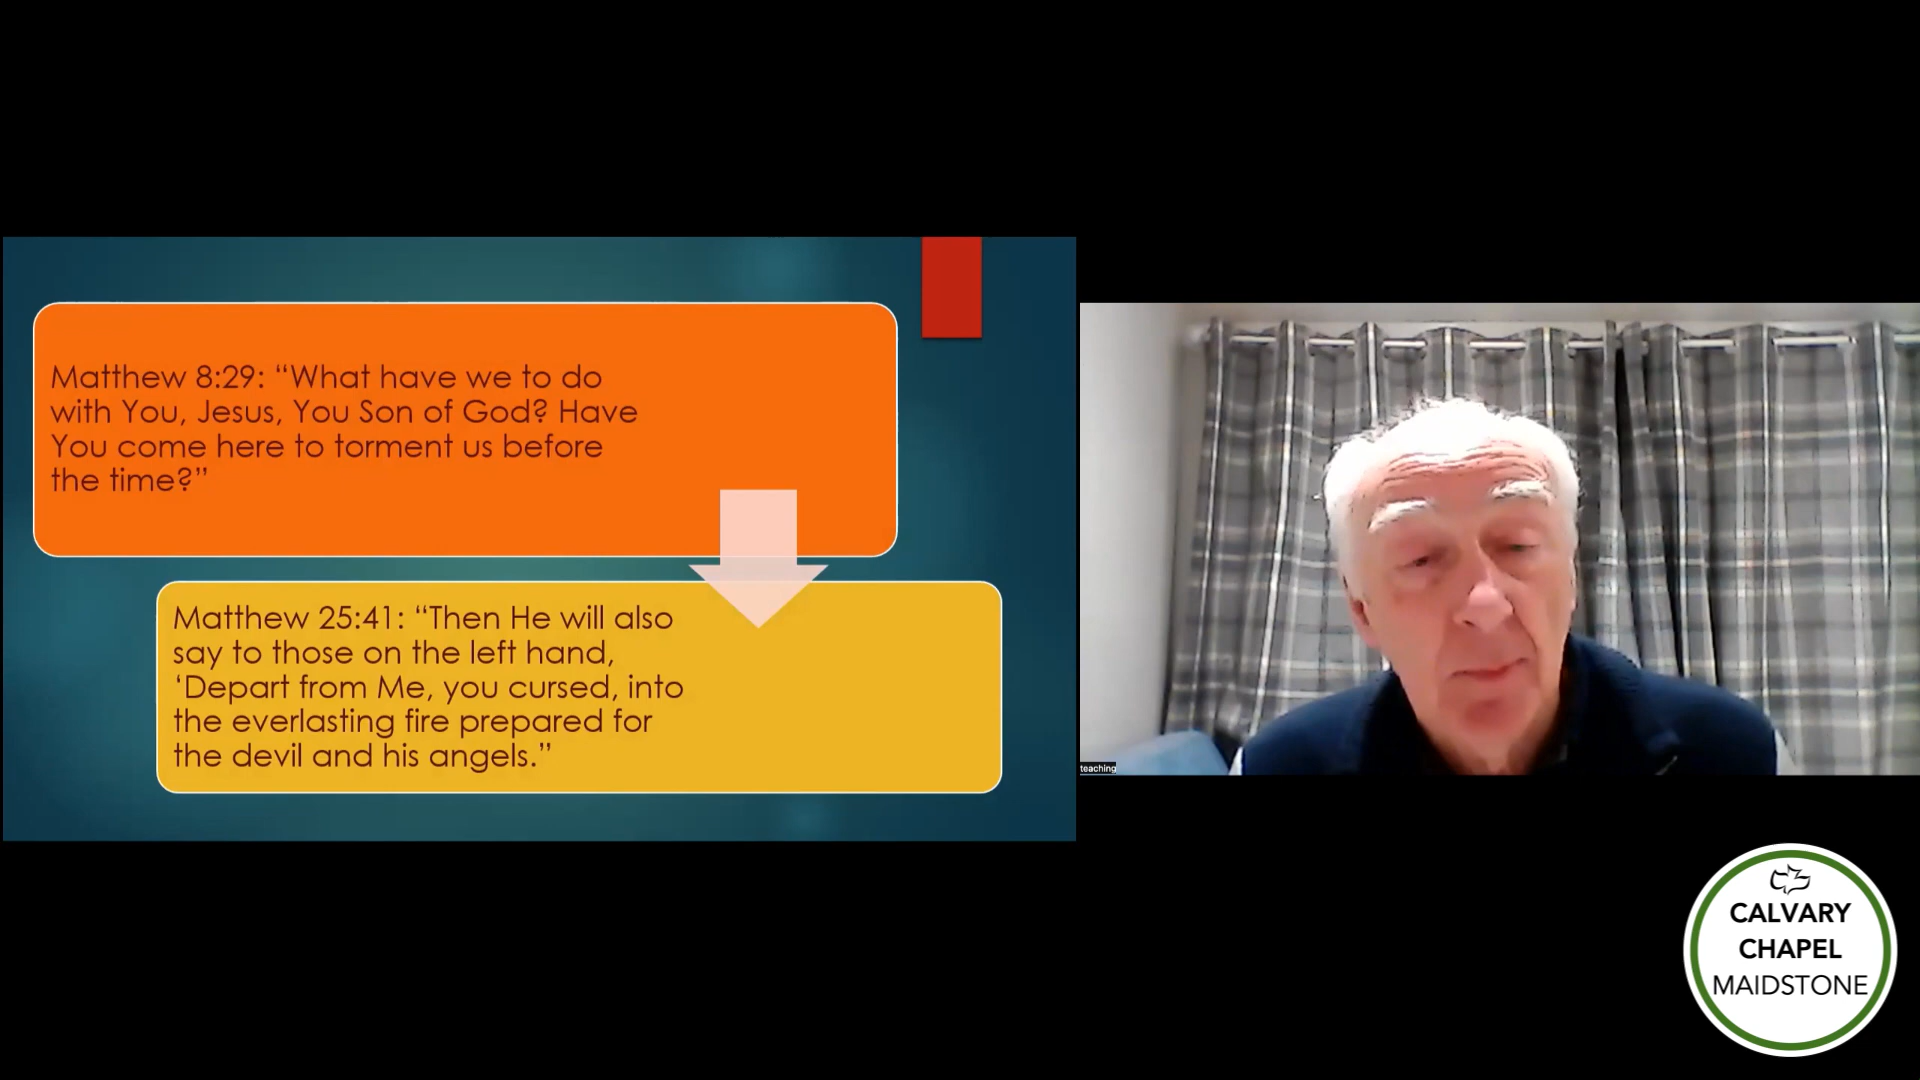 Matthew 8:29: “What have we to do
with You, Jesus, You Son of God? Have
You come here to torment us before
the time?”
Matthew 25:41: “Then He will also
say to those on the left hand,
‘Depart from Me, you cursed, into
the everlasting fire prepared for
the devil and his angels.”
teaching
CALVARY
CHAPEL
MAIDSTONE